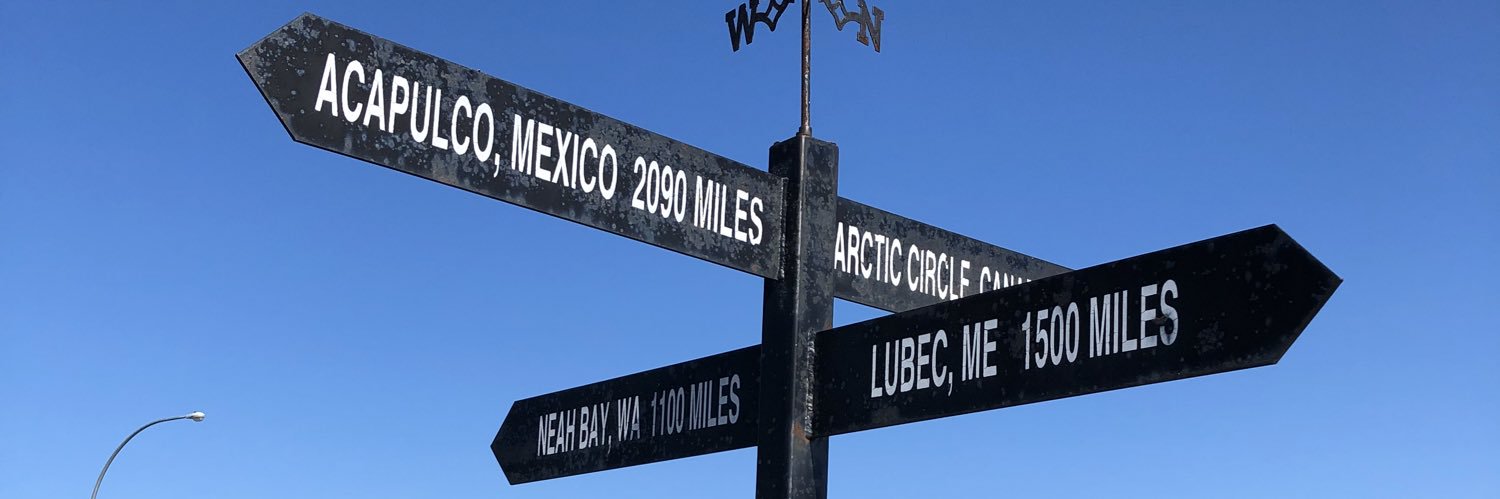 W N
ACAPULCO, MEXICO 2090 MILES
ARCTIC CIRCLE,
LUBEC, ME 1500 MILES
NEAH BAY, WA 1100 MILES